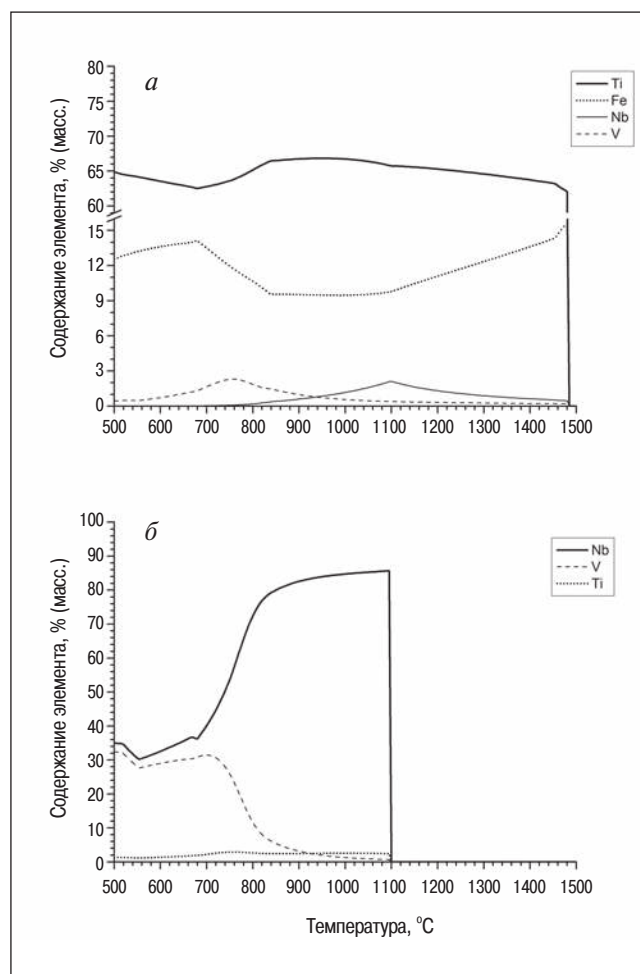 а
Содержание элемента, % (масс.)
80
75
70
65
60
15
12
9
6
3
0
500 600 700 800 900 1000 1100 1200 1300 1400 1500
Ti
Fe
Nb
V
б
Содержание элемента, % (масс.)
100
90
80
70
60
50
40
30
20
10
0
500 600 700 800 900 1000 1100 1200 1300 1400 1500
Nb
V
Ti
Температура, °C